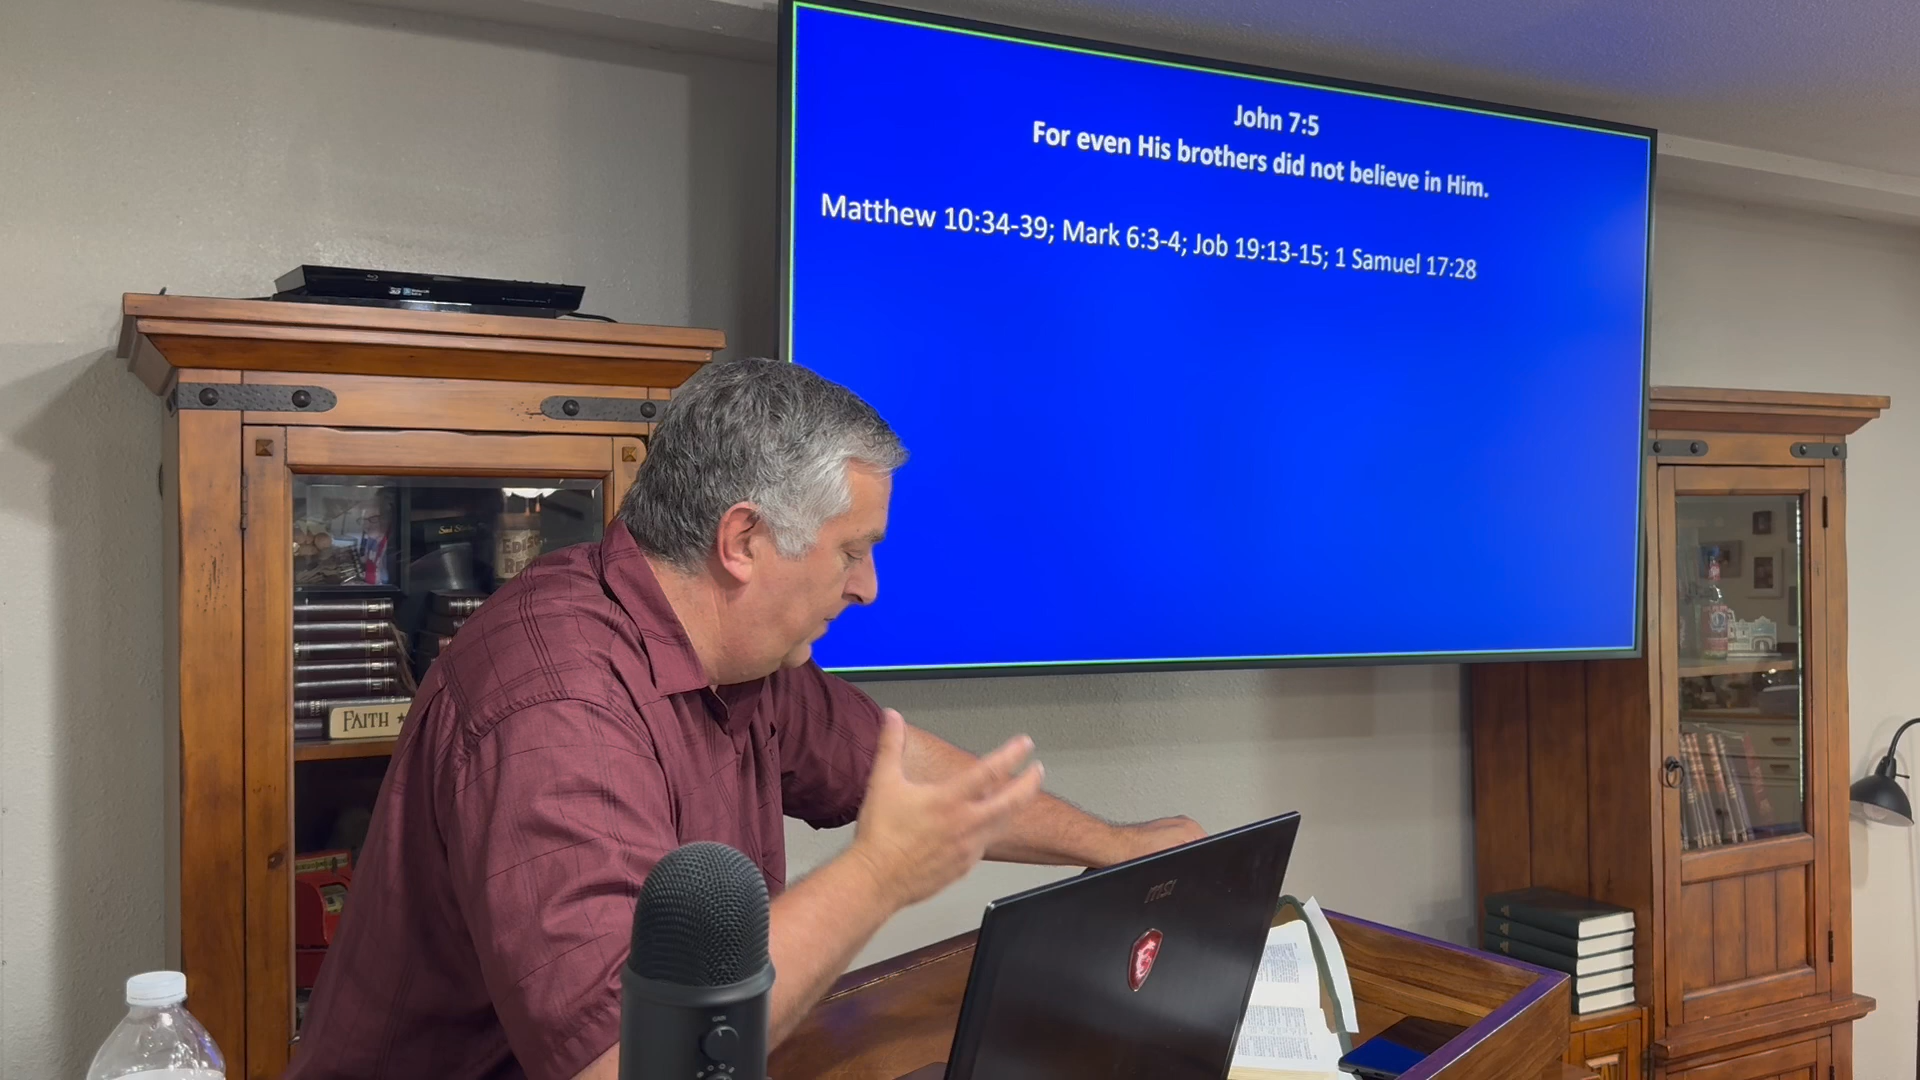 John 7:5
For even His brothers did not believe in Him.
Matthew 10:34-39; Mark 6:3-4; Job 19:13-15; 1 Samuel 17:28
FAITH
msi
GAIN